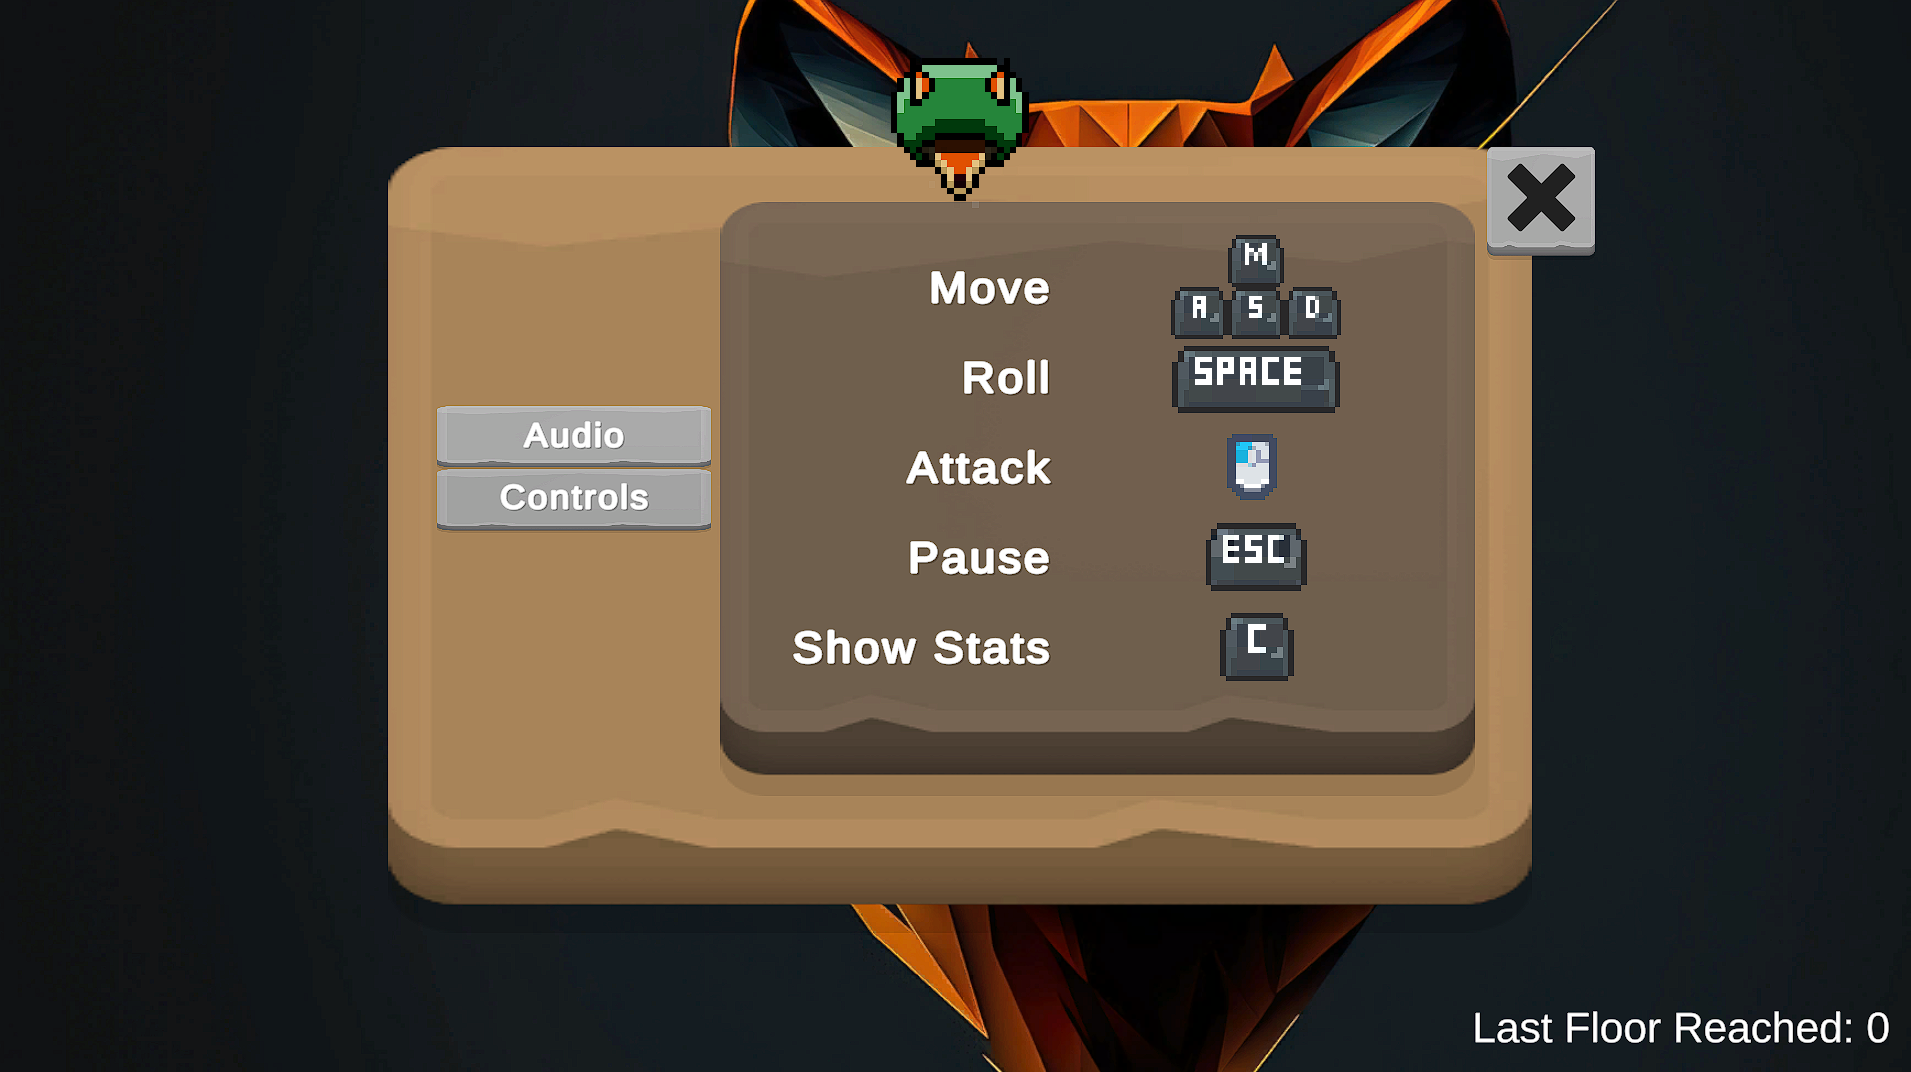 Move
M
A S D
Roll SPACE
Attack
Pause ESC
Show Stats C
Audio
Controls
Last Floor Reached: 0